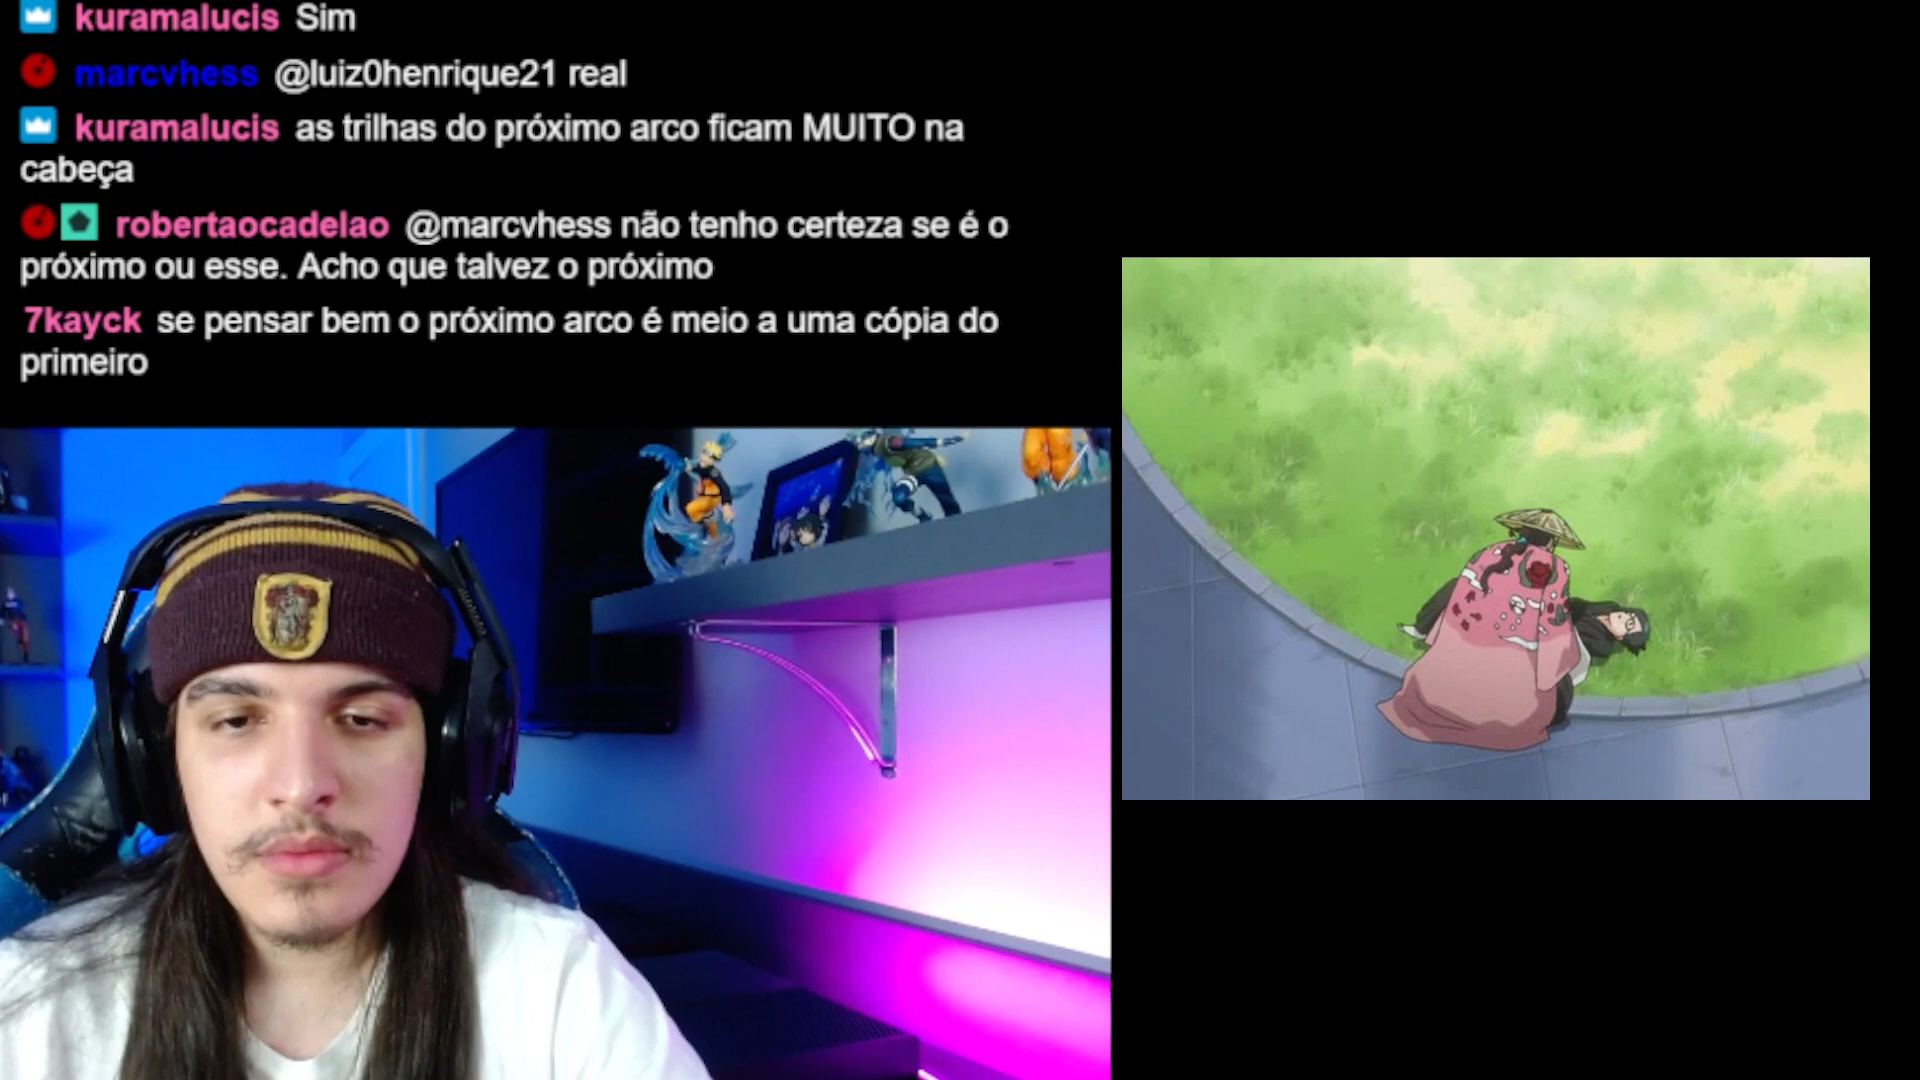 kuramalucis Sim
marcvhess @luiz0henrique21 real
kuramalucis as trilhas do próximo arco ficam MUITO na
cabeça
robertaocadelao @marcvhess não tenho certeza se é o
próximo ou esse. Acho que talvez o próximo
7kayck se pensar bem o próximo arco é meio a uma cópia do
primeiro